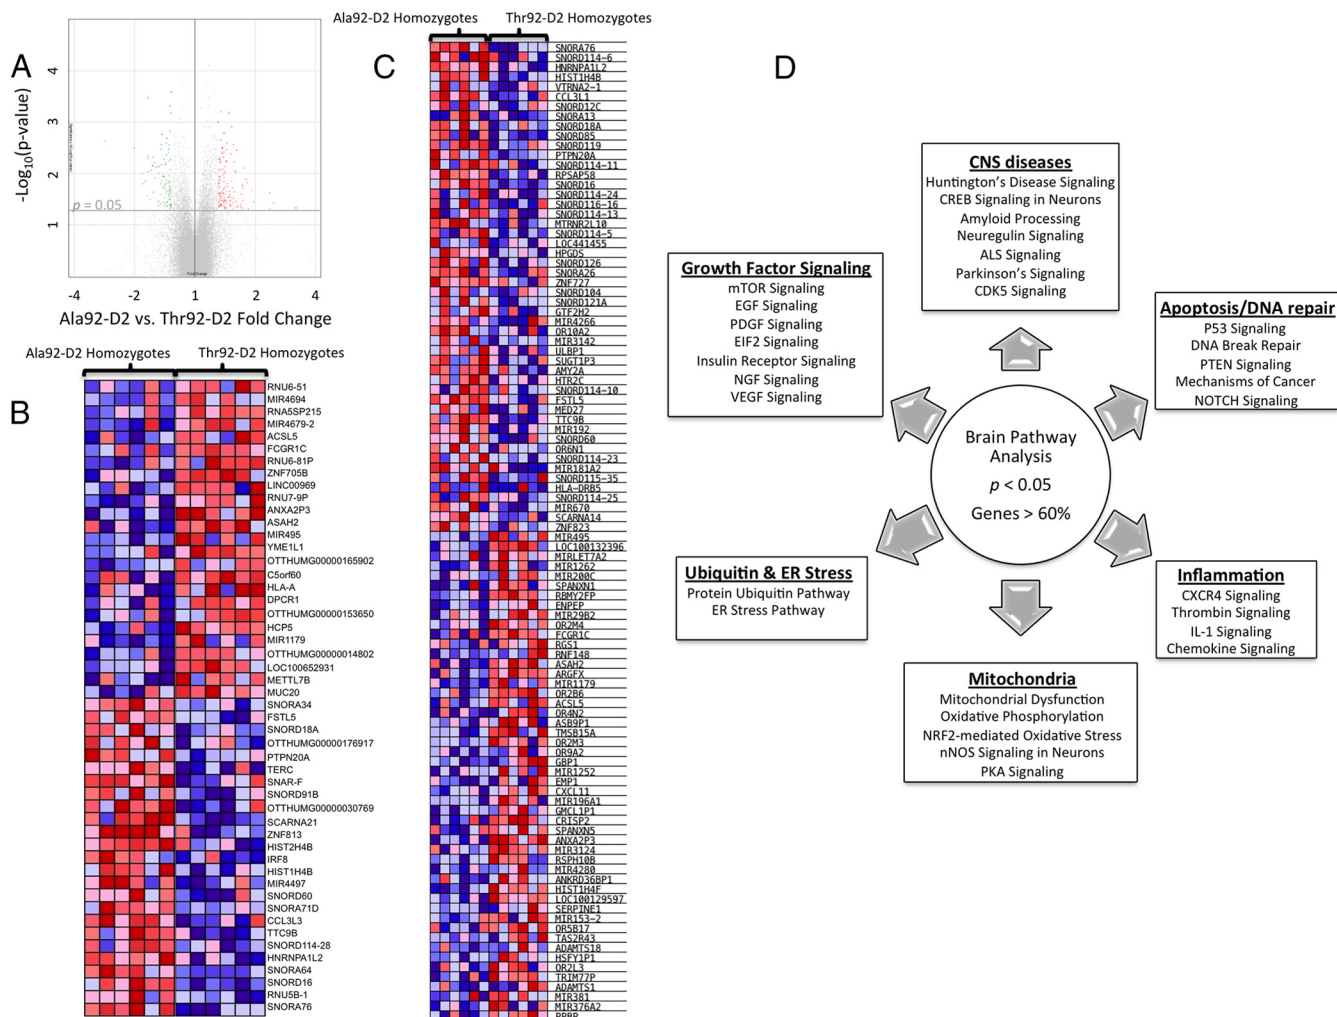 A
-Log10(p-value)
4
3
2
1
p = 0.05
Fold Change
-4
-2
1
2
4
Ala92-D2 vs. Thr92-D2 Fold Change
B
Ala92-D2 Homozygotes
Thr92-D2 Homozygotes
RNU6-51
MIR4694
RNA5SP215
MIR4679-2
ACSL5
FCGR1C
RNU6-81P
ZNF705B
LINC00969
RNU7-9P
ANXA2P3
ASAH2
MIR495
YME1L1
OTTHUMG00000165902
C5orf60
HLA-A
DPCR1
OTTHUMG00000153650
HCP5
MIR1179
OTTHUMG00000014802
LOC100652931
METTL7B
MUC20
SNORA34
FSTL5
SNORD18A
OTTHUMG00000176917
PTPN20A
TERC
SNAR-F
SNORD91B
OTTHUMG00000030769
SCARNA21
ZNF813
HIST2H4B
IRF8
HIST1H4B
MIR4497
SNORD60
SNORA71D
CCL3L3
TTC9B
SNORD114-28
HNRNPA1L2
SNORA64
SNORD16
RNU5B-1
SNORA76
C
Ala92-D2 Homozygotes
Thr92-D2 Homozygotes
SNORA76
SNORD114-6
HNRNPA1L2
HIST1H4B
VTRNA2-1
CCL3L1
SNORD12C
SNORA13
SNORD18A
SNORD85
SNORD119
PTPN20A
SNORD114-11
RPSAP58
SNORD16
SNORD114-24
SNORD116-16
SNORD114-13
MTRNR2L10
SNORD114-5
LOC441455
HPGDS
SNORD126
SNORA26
ZNF727
SNORD104
SNORD121A
GTF2H2
MIR4266
OR10A2
MIR3142
ULBP1
SUGT1P3
AMY2A
HTR2C
SNORD114-10
FSTL5
MED27
TTC9B
MIR192
SNORD60
OR6N1
SNORD114-23
MIR181A2
SNORD115-35
HLA-DRB5
SNORD114-25
MIR670
SCARNA14
ZNF823
MIR495
LOC100132396
MIRLET7A2
MIR1262
MIR200C
SPANXN1
RBMY2FP
ENPEP
MIR29B2
OR2M4
FCGR1C
RGS1
RNF148
ASAH2
ARGFX
MIR1179
OR2B6
ACSL5
OR4N2
ASB9P1
TMSB15A
OR2M3
OR9A2
GBP1
MIR1252
EMP1
CXCL11
MIR196A1
GMCL1P1
CRISP2
SPANXN5
ANXA2P3
MIR3124
RSPH10B
MIR4280
ANKRD36BP1
HIST1H4F
LOC100129597
SERPINE1
MIR153-2
OR5B17
TAS2R43
ADAMTS18
HSFY1P1
OR2L3
TRIM77P
ADAMTS1
MIR381
MIR376A2
D
CNS diseases
Huntington's Disease Signaling
CREB Signaling in Neurons
Amyloid Processing
Neuregulin Signaling
ALS Signaling
Parkinson's Signaling
CDK5 Signaling
Growth Factor Signaling
mTOR Signaling
EGF Signaling
PDGF Signaling
EIF2 Signaling
Insulin Receptor Signaling
NGF Signaling
VEGF Signaling
Apoptosis/DNA repair
P53 Signaling
DNA Break Repair
PTEN Signaling
Mechanisms of Cancer
NOTCH Signaling
Brain Pathway
Analysis
p < 0.05
Genes > 60%
Ubiquitin & ER Stress
Protein Ubiquitin Pathway
ER Stress Pathway
Inflammation
CXCR4 Signaling
Thrombin Signaling
IL-1 Signaling
Chemokine Signaling
Mitochondria
Mitochondrial Dysfunction
Oxidative Phosphorylation
NRF2-mediated Oxidative Stress
nNOS Signaling in Neurons
PKA Signaling